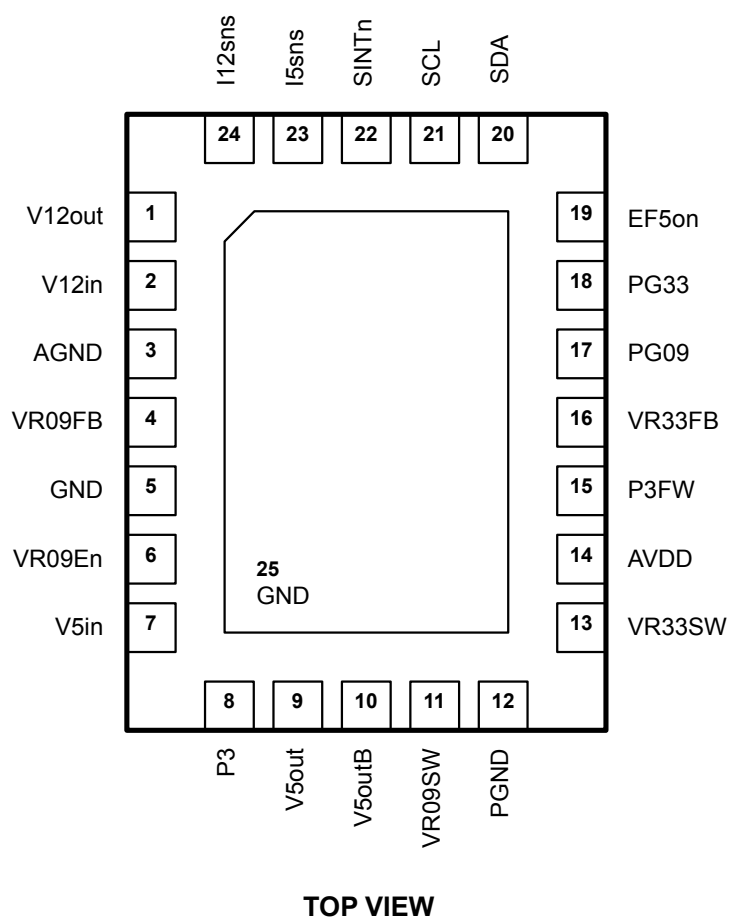 I12sns
I5sns
SINTn
SCL
SDA
24
23
22
21
20
V12out
1
19
EF5on
V12in
2
18
PG33
AGND
3
17
PG09
VR09FB
4
16
VR33FB
GND
5
15
P3FW
VR09En
6
14
AVDD
V5in
7
13
VR33SW
25
GND
8
9
10
11
12
P3
V5out
V5outB
VR09SW
PGND
TOP VIEW